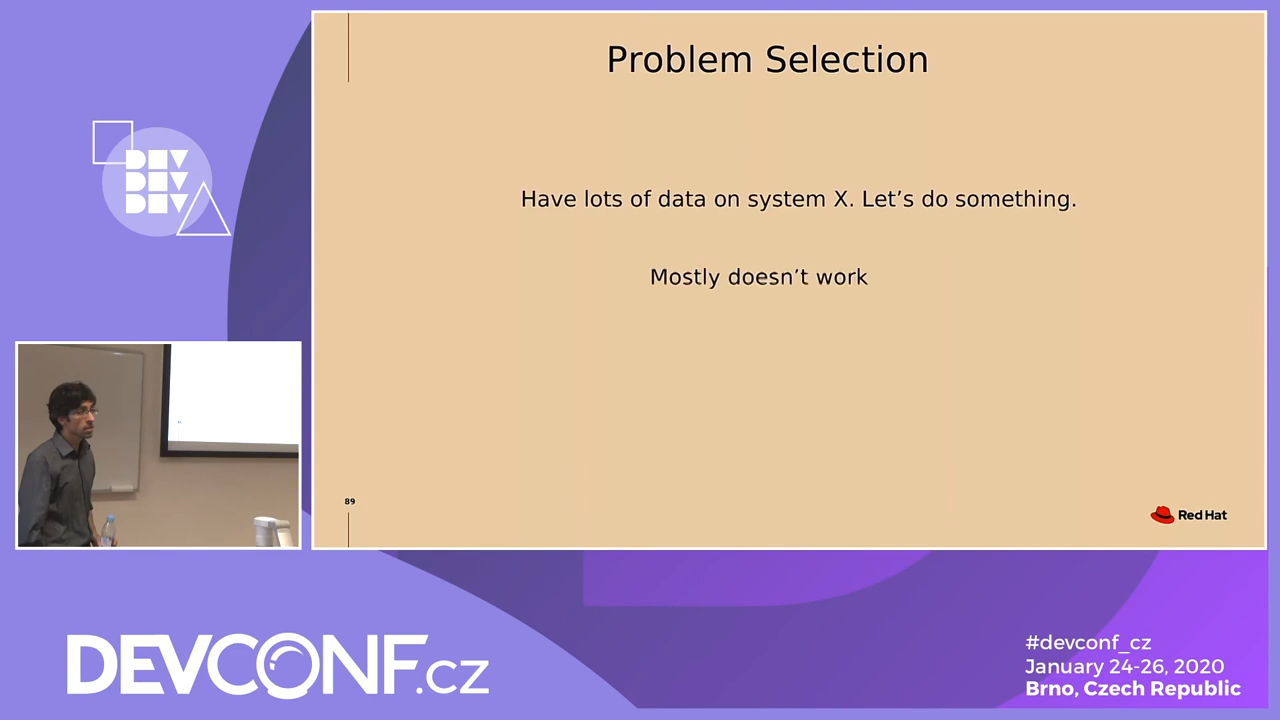 Problem Selection
Have lots of data on system X. Let’s do something.
Mostly doesn’t work
89
Red Hat
DEV
DEV
DEV
DEVCONF.cz
#devconf_cz
January 24-26, 2020
Brno, Czech Republic